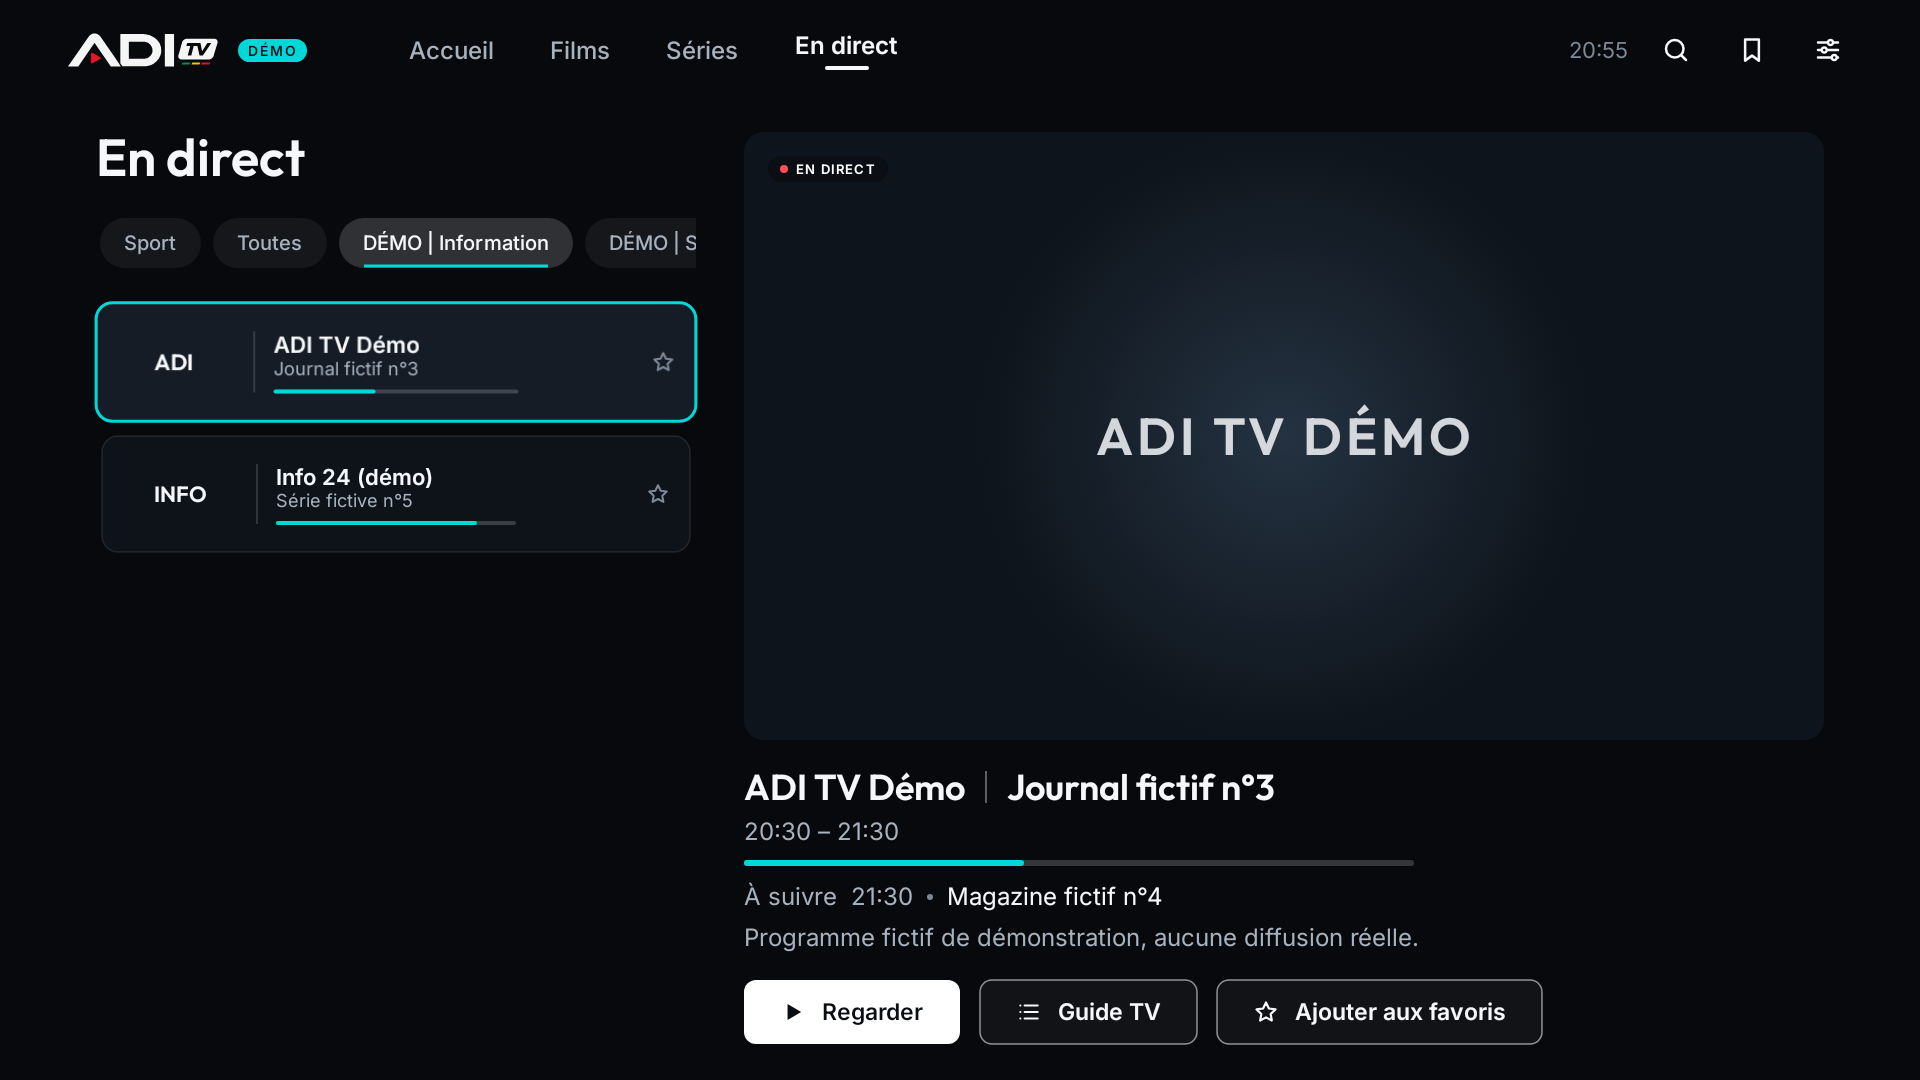 ADI TV DÉMO Accueil Films Séries En direct 20:55
En direct
Sport Toutes DÉMO | Information DÉMO | S
ADI
ADI TV Démo
Journal fictif n°3
INFO
Info 24 (démo)
Série fictive n°5
EN DIRECT
ADI TV DÉMO
ADI TV Démo | Journal fictif n°3
20:30 – 21:30
À suivre 21:30 • Magazine fictif n°4
Programme fictif de démonstration, aucune diffusion réelle.
Regarder Guide TV Ajouter aux favoris